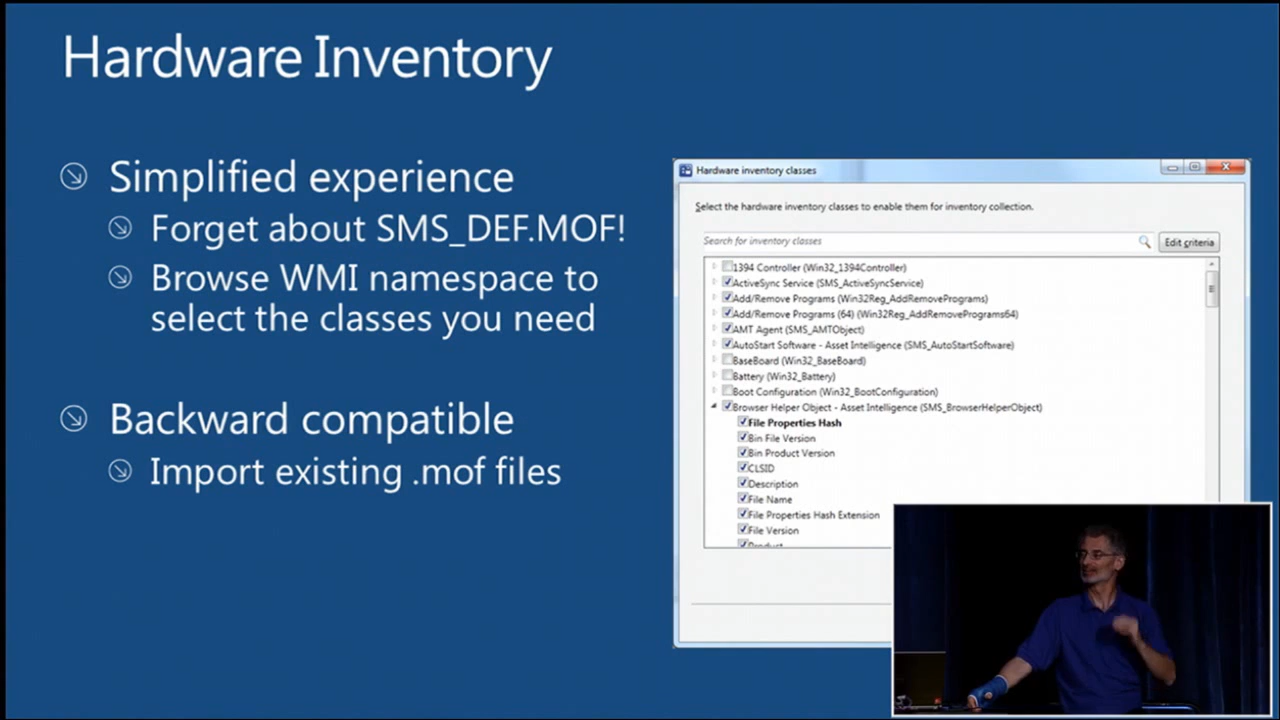 Hardware Inventory
Simplified experience
Forget about SMS_DEF.MOF!
Browse WMI namespace to
select the classes you need
Backward compatible
Import existing .mof files
Hardware inventory classes
Select the hardware inventory classes to enable them for inventory collection.
Search for inventory classes
Edit criteria
1394 Controller (Win32_1394Controller)
ActiveSync Service (SMS_ActiveSyncService)
Add/Remove Programs (Win32Reg_AddRemovePrograms)
Add/Remove Programs (64) (Win32Reg_AddRemovePrograms64)
AMT Agent (SMS_AMTObject)
AutoStart Software - Asset Intelligence (SMS_AutoStartSoftware)
BaseBoard (Win32_BaseBoard)
Battery (Win32_Battery)
Boot Configuration (Win32_BootConfiguration)
Browser Helper Object - Asset Intelligence (SMS_BrowserHelperObject)
File Properties Hash
Bin File Version
Bin Product Version
CLSID
Description
File Name
File Properties Hash Extension
File Version
Product